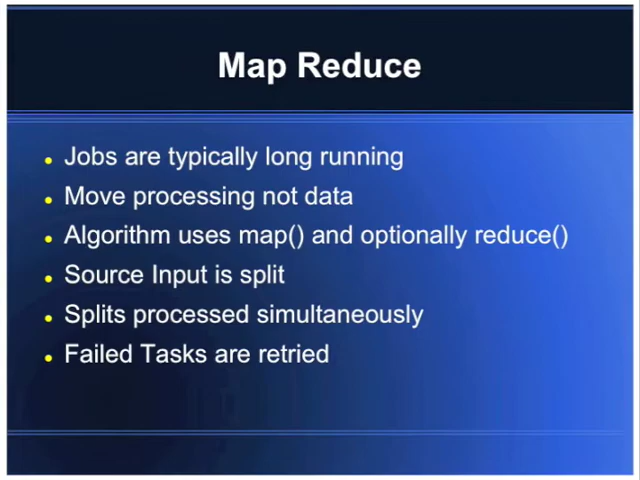 Map Reduce
Jobs are typically long running
Move processing not data
Algorithm uses map() and optionally reduce()
Source Input is split
Splits processed simultaneously
Failed Tasks are retried